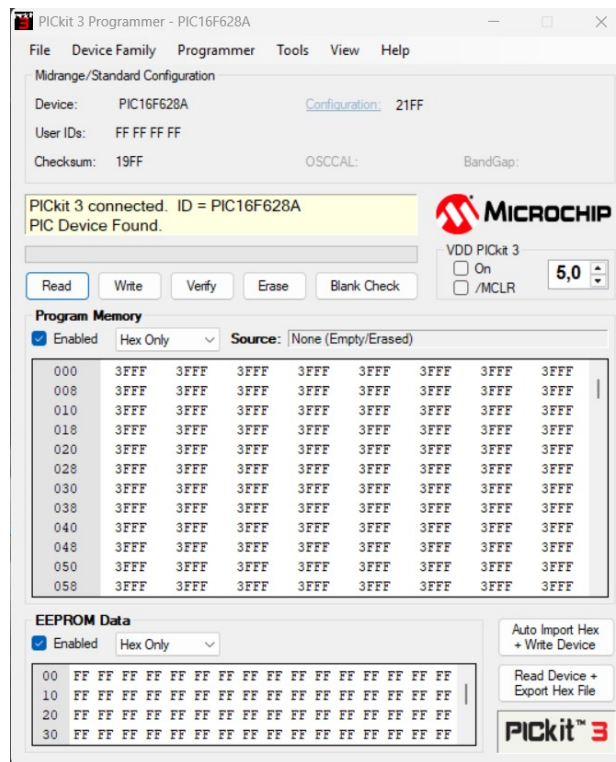 PICkit 3 Programmer - PIC16F628A
File Device Family Programmer Tools View Help
Midrange/Standard Configuration
Device: PIC16F628A Configuration: 21FF
User IDs: FF FF FF FF
Checksum: 19FF OSCCAL: BandGap:
PICkit 3 connected. ID = PIC16F628A
PIC Device Found.
MICROCHIP
VDD PICkit 3
On
/MCLR
5,0
Read Write Verify Erase Blank Check
Program Memory
Enabled Hex Only Source: None (Empty/Erased)
000 3FFF 3FFF 3FFF 3FFF 3FFF 3FFF 3FFF 3FFF
008 3FFF 3FFF 3FFF 3FFF 3FFF 3FFF 3FFF 3FFF
010 3FFF 3FFF 3FFF 3FFF 3FFF 3FFF 3FFF 3FFF
018 3FFF 3FFF 3FFF 3FFF 3FFF 3FFF 3FFF 3FFF
020 3FFF 3FFF 3FFF 3FFF 3FFF 3FFF 3FFF 3FFF
028 3FFF 3FFF 3FFF 3FFF 3FFF 3FFF 3FFF 3FFF
030 3FFF 3FFF 3FFF 3FFF 3FFF 3FFF 3FFF 3FFF
038 3FFF 3FFF 3FFF 3FFF 3FFF 3FFF 3FFF 3FFF
040 3FFF 3FFF 3FFF 3FFF 3FFF 3FFF 3FFF 3FFF
048 3FFF 3FFF 3FFF 3FFF 3FFF 3FFF 3FFF 3FFF
050 3FFF 3FFF 3FFF 3FFF 3FFF 3FFF 3FFF 3FFF
058 3FFF 3FFF 3FFF 3FFF 3FFF 3FFF 3FFF 3FFF
EEPROM Data
Enabled Hex Only
00 FF FF FF FF FF FF FF FF FF FF FF FF FF FF FF FF
10 FF FF FF FF FF FF FF FF FF FF FF FF FF FF FF FF
20 FF FF FF FF FF FF FF FF FF FF FF FF FF FF FF FF
30 FF FF FF FF FF FF FF FF FF FF FF FF FF FF FF FF
Auto Import Hex
+ Write Device
Read Device +
Export Hex File
PICkit™ 3